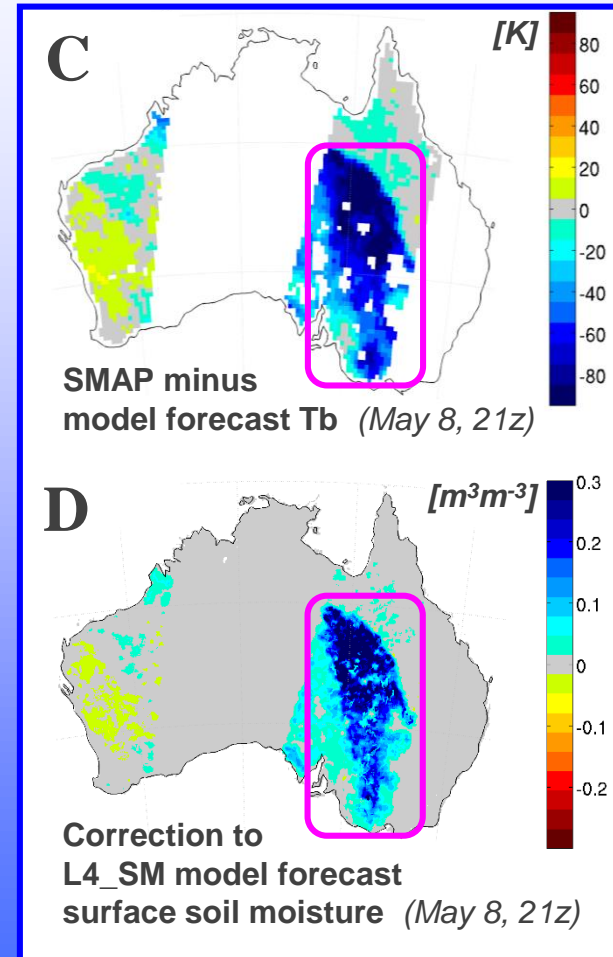 C
[K]
80
60
40
20
0
-20
-40
-60
-80
SMAP minus
model forecast Tb (May 8, 21z)
D
[m³m⁻³]
0.3
0.2
0.1
0
-0.1
-0.2
Correction to
L4_SM model forecast
surface soil moisture (May 8, 21z)